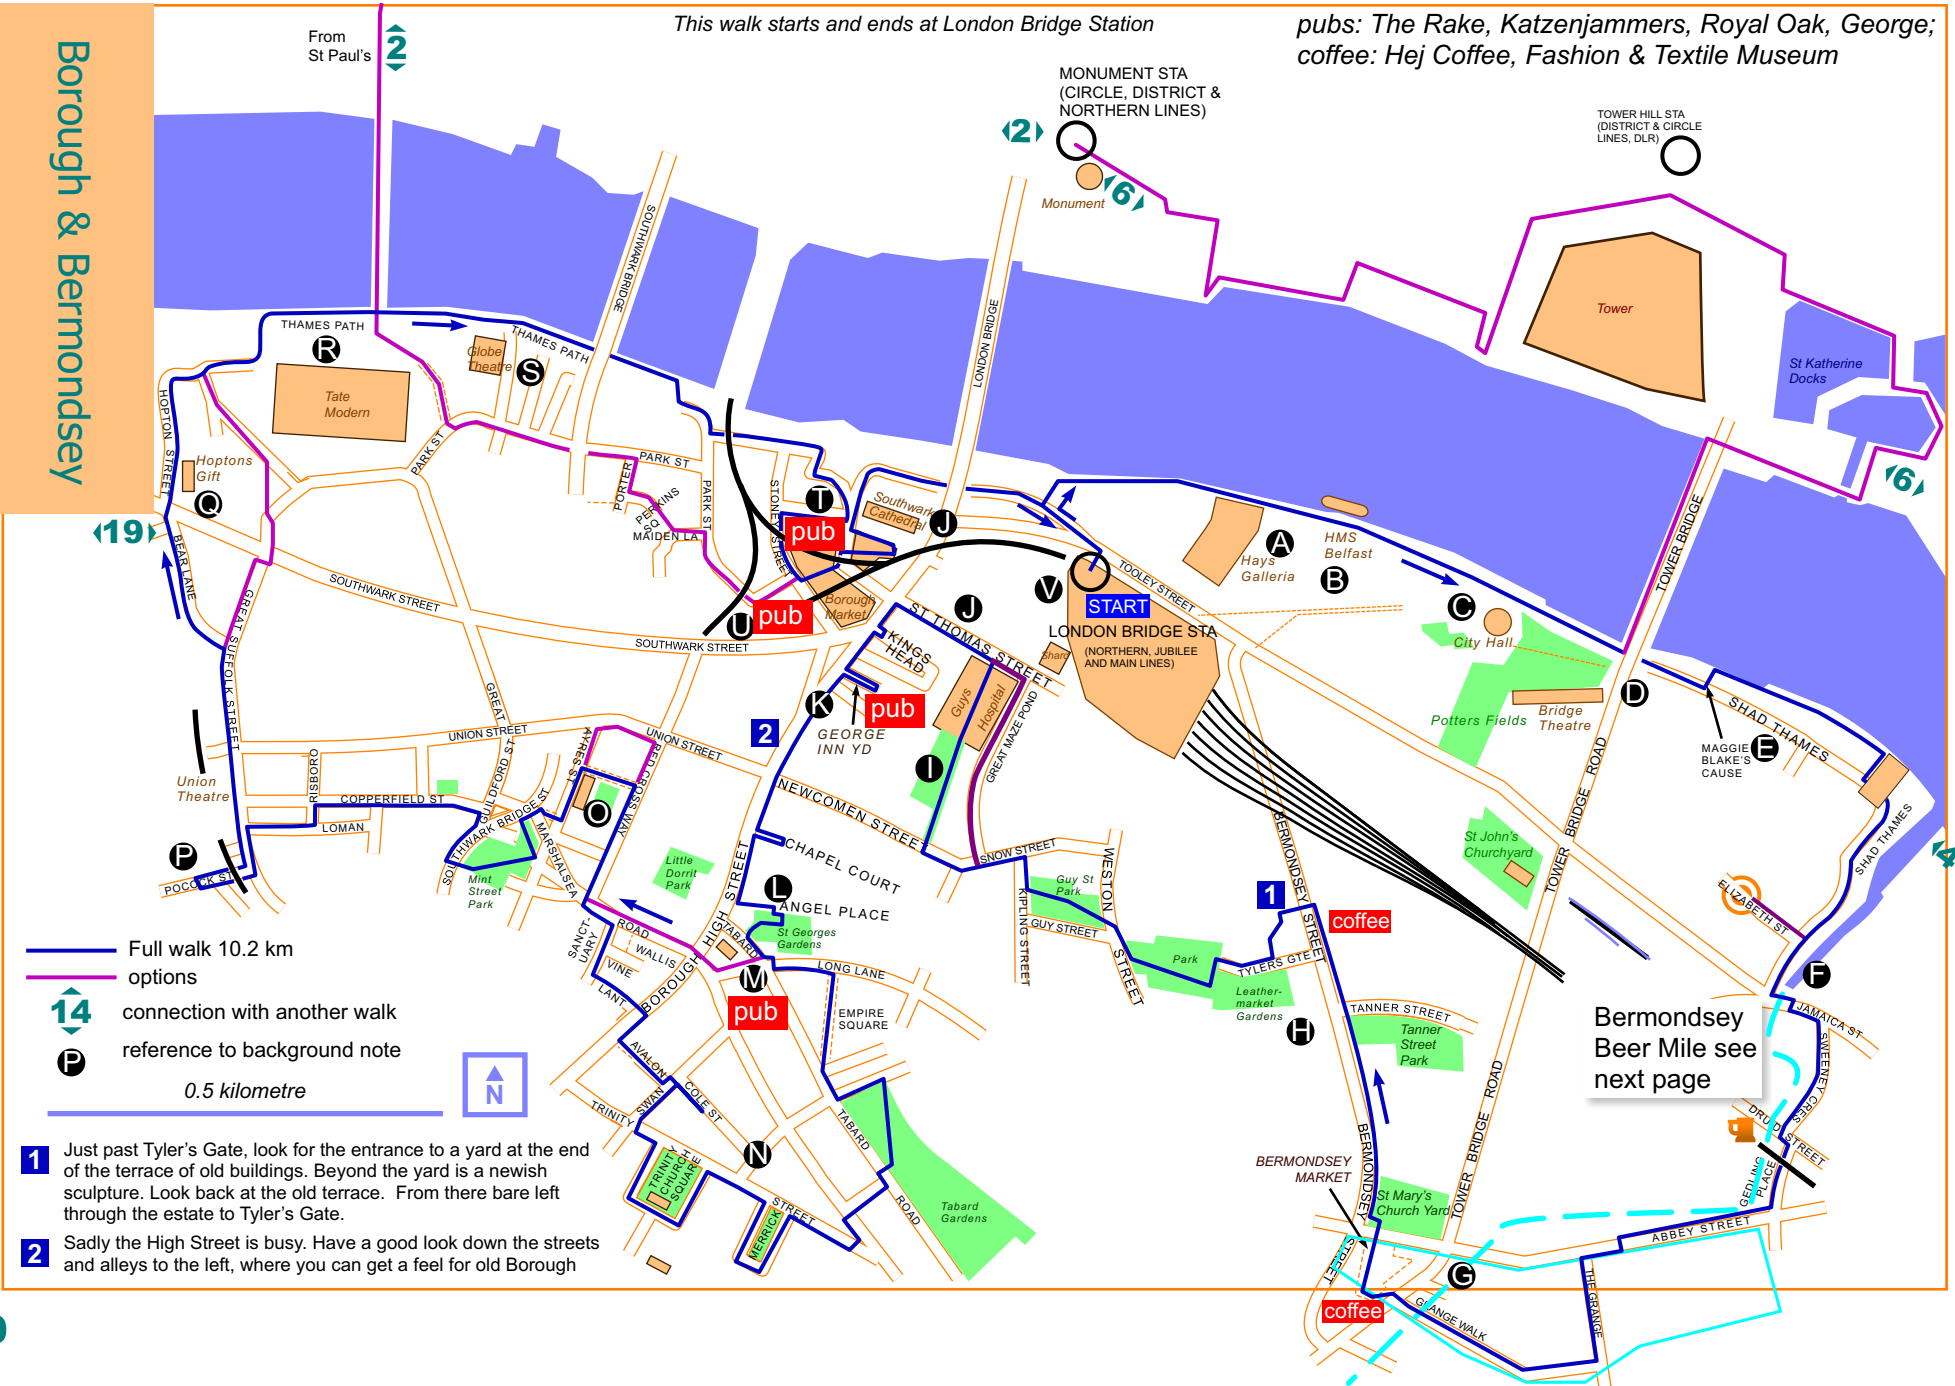 Borough & Bermondsey
From
St Paul's
2
This walk starts and ends at London Bridge Station
pubs: The Rake, Katzenjammers, Royal Oak, George;
coffee: Hej Coffee, Fashion & Textile Museum
MONUMENT STA
(CIRCLE, DISTRICT &
NORTHERN LINES)
2
6
Monument
TOWER HILL STA
(DISTRICT & CIRCLE
LINES, DLR)
Tower
St Katherine
Docks
6
SOUTHWARK BRIDGE
LONDON BRIDGE
TOWER BRIDGE
THAMES PATH
R
Tate
Modern
Globe
Theatre
THAMES PATH
S
HOPTON STREET
Hoptons
Gift
Q
19
BEAR LANE
PARK ST
PARK ST
PORTER
PERKINS
SQ
MAIDEN LA
PARK ST
STONEY STREET
T
pub
Southwark
Cathedral
J
U
pub
Borough
Market
J
V
START
LONDON BRIDGE STA
(NORTHERN, JUBILEE
AND MAIN LINES)
Shard
TOOLEY STREET
A
Hays
Galleria
HMS
Belfast
B
C
City Hall
Potters Fields
Bridge
Theatre
D
SHAD THAMES
MAGGIE
BLAKE'S
CAUSE
E
SHAD THAMES
4
SOUTHWARK STREET
SOUTHWARK STREET
GREAT SUFFOLK STREET
GREAT
GUILDFORD ST
ST THOMAS STREET
KINGS
HEAD
K
GEORGE
INN YD
pub
Guys
Hospital
GREAT MAZE POND
I
UNION STREET
UNION STREET
AYRES ST
RED CROSS WAY
2
Union
Theatre
RISBORO
COPPERFIELD ST
LOMAN
SOUTHWARK BRIDGE ST
O
MARSHALSEA
ROAD
P
POCOCK ST
Mint
Street
Park
Little
Dorrit
Park
NEWCOMEN STREET
CHAPEL COURT
L
ANGEL PLACE
St Georges
Gardens
BOROUGH HIGH STREET
TABARD
M
pub
LONG LANE
SNOW STREET
WESTON
STREET
Guy St
Park
GUY STREET
KIPLING STREET
Park
TYLERS GTEE
Leather-
market
Gardens
H
1
coffee
BERMONDSEY STREET
St John's
Churchyard
TOWER BRIDGE ROAD
ELIZABETH ST
F
JAMAICA ST
SWEENEY CRES
DRUID STREET
GEDLING
PLACE
Bermondsey
Beer Mile see
next page
TANNER STREET
Tanner
Street
Park
SANCT-
UARY
VINE
WALLIS
LANT
EMPIRE
SQUARE
AVALON
COLE ST
SWAN
TRINITY
STREET
TRINITY
CHURCH
SQUARE
N
MERRICK
TABARD
ROAD
Tabard
Gardens
BERMONDSEY
MARKET
BERMONDSEY
STREET
St Mary's
Church Yard
TOWER BRIDGE ROAD
ABBEY STREET
G
GRANGE WALK
THE GRANGE
coffee
Full walk 10.2 km
options
14
connection with another walk
P
reference to background note
0.5 kilometre
N
1
Just past Tyler's Gate, look for the entrance to a yard at the end
of the terrace of old buildings. Beyond the yard is a newish
sculpture. Look back at the old terrace. From there bare left
through the estate to Tyler's Gate.
2
Sadly the High Street is busy. Have a good look down the streets
and alleys to the left, where you can get a feel for old Borough